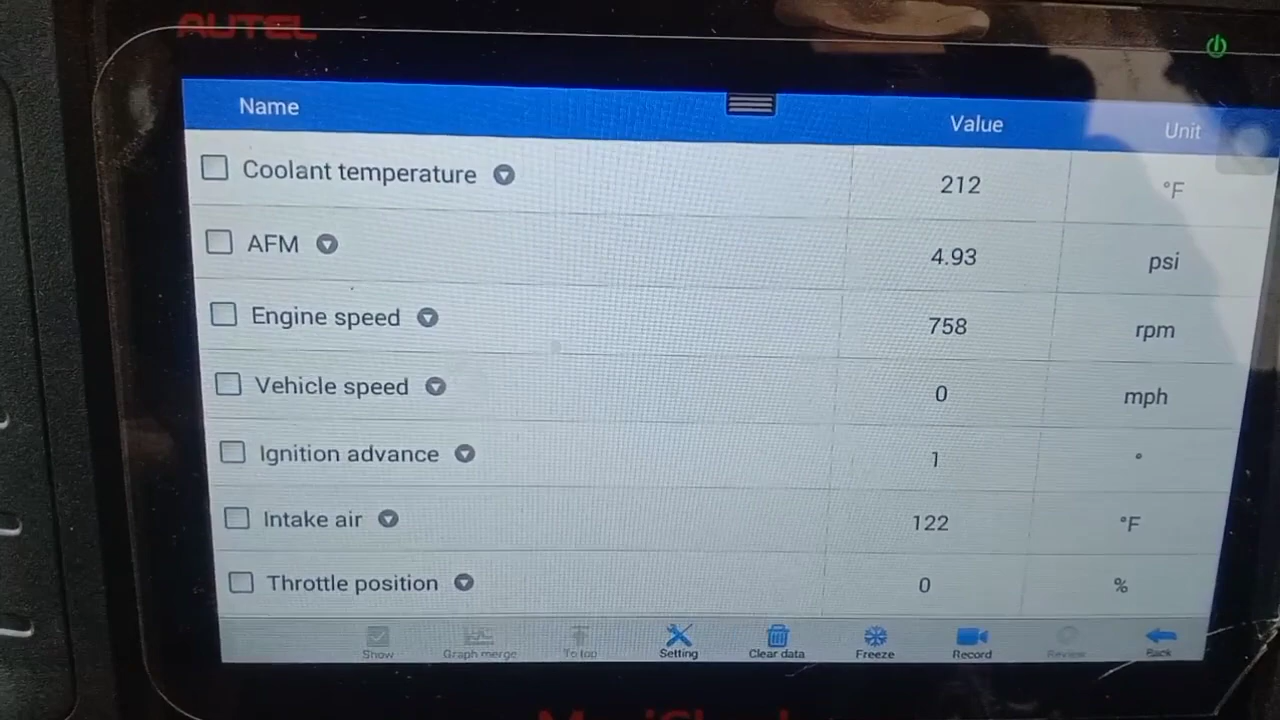 AUTEL
Name Value Unit
Coolant temperature 212 °F
AFM 4.93 psi
Engine speed 758 rpm
Vehicle speed 0 mph
Ignition advance 1 °
Intake air 122 °F
Throttle position 0 %
Show Graph merge To top Setting Clear data Freeze Record Review Back